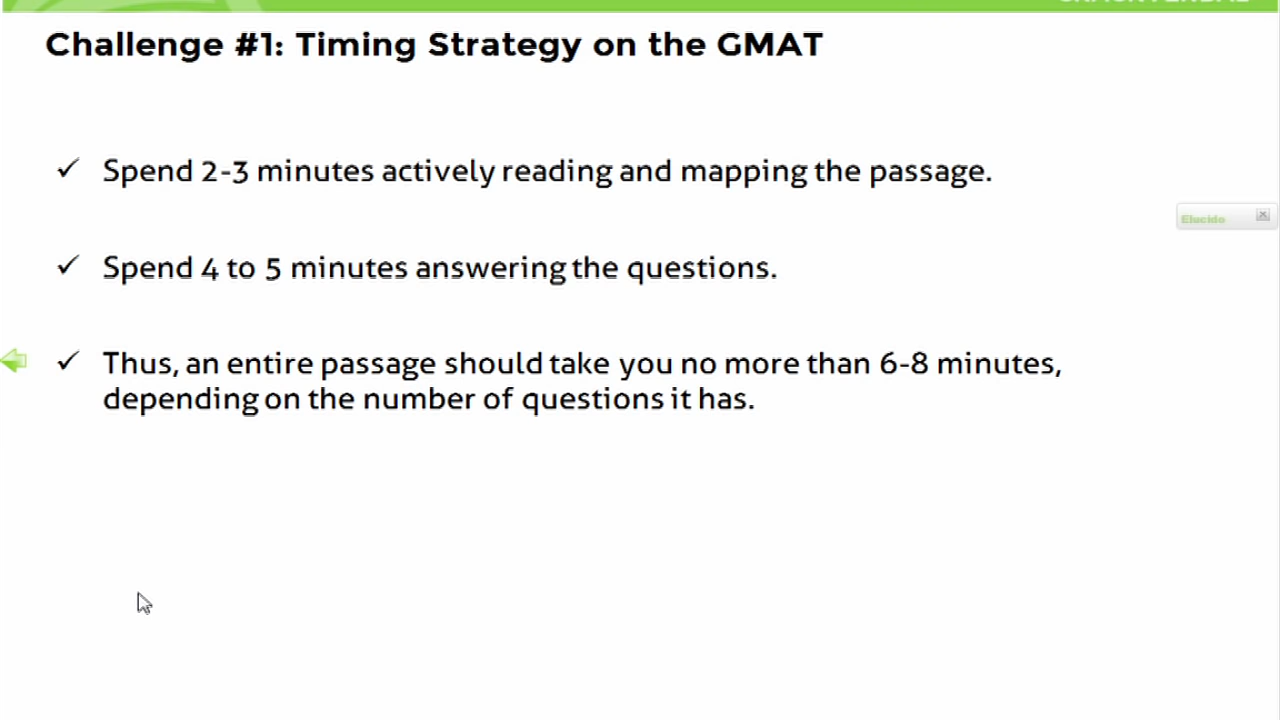 Challenge #1: Timing Strategy on the GMAT
✓ Spend 2-3 minutes actively reading and mapping the passage.
Elucido
✓ Spend 4 to 5 minutes answering the questions.
✓ Thus, an entire passage should take you no more than 6-8 minutes,
depending on the number of questions it has.